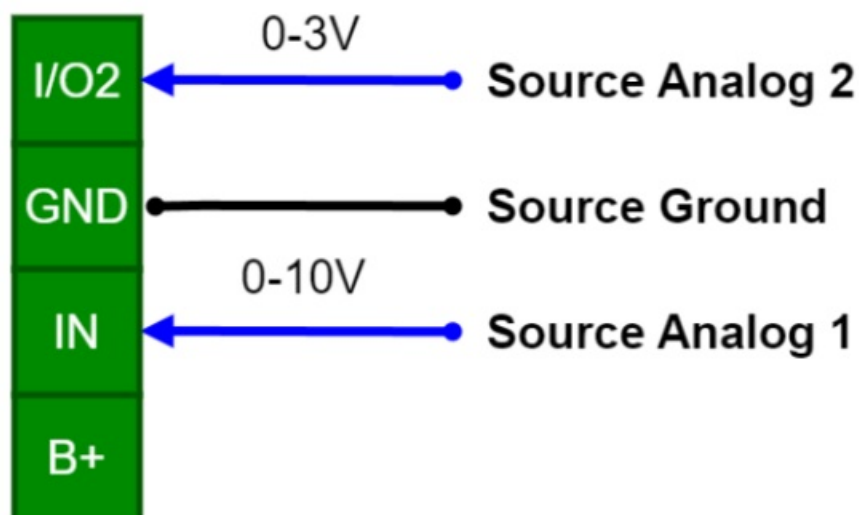 0-3V
I/O2 Source Analog 2
GND Source Ground
0-10V
IN Source Analog 1
B+